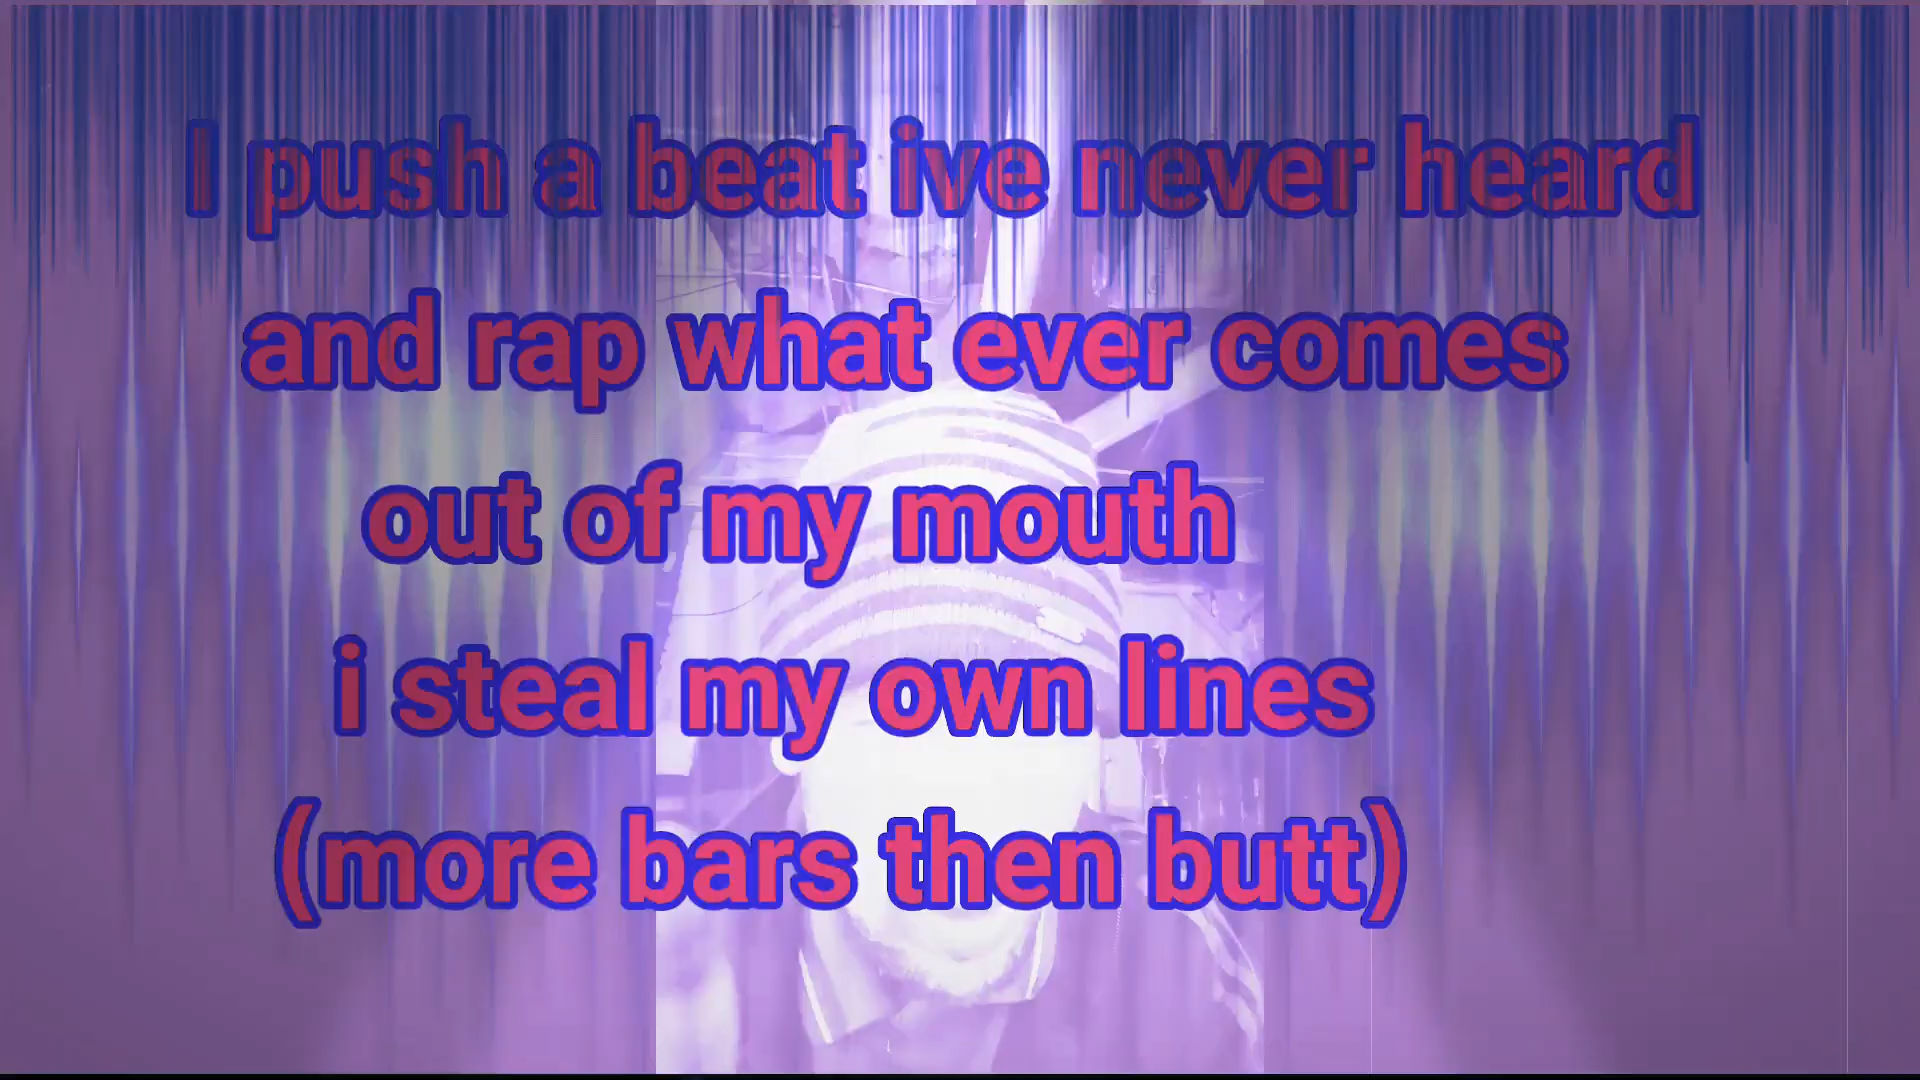 I push a beat ive never heard
and rap what ever comes
out of my mouth
i steal my own lines
(more bars then butt)